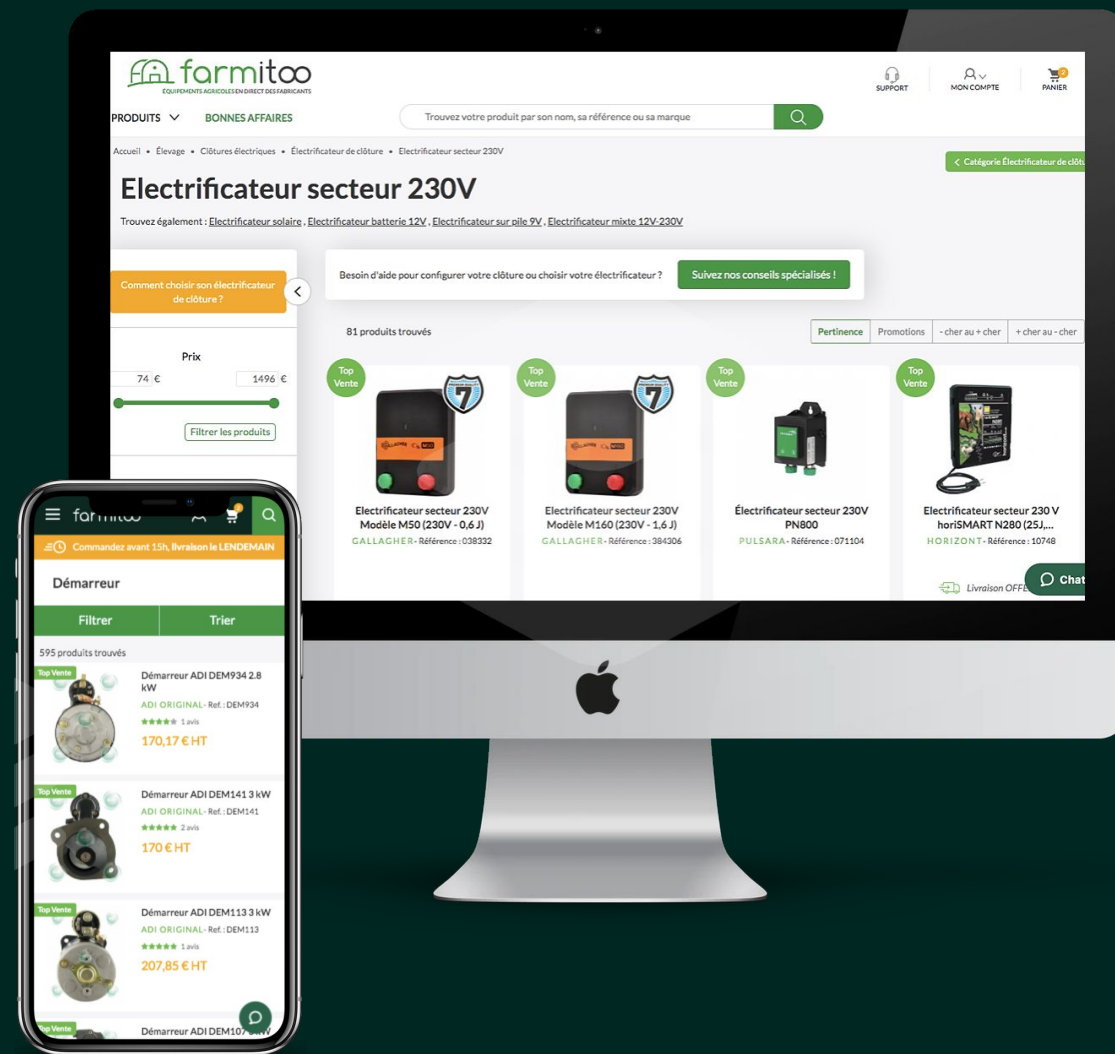 farmitoo
ÉQUIPEMENTS AGRICOLES EN DIRECT DES FABRICANTS
SUPPORT
MON COMPTE
PANIER
PRODUITS
BONNES AFFAIRES
Trouvez votre produit par son nom, sa référence ou sa marque
Accueil • Élevage • Clôtures électriques • Électrificateur de clôture • Electrificateur secteur 230V
Catégorie Électrificateur de clôtu
Electrificateur secteur 230V
Trouvez également : Electrificateur solaire , Electrificateur batterie 12V , Electrificateur sur pile 9V , Electrificateur mixte 12V-230V
Comment choisir son électrificateur
de clôture ?
Besoin d'aide pour configurer votre clôture ou choisir votre électrificateur ?
Suivez nos conseils spécialisés !
81 produits trouvés
Pertinence
Promotions
- cher au + cher
+ cher au - cher
Prix
74 €
1496 €
Filtrer les produits
Top
Vente
7
Electrificateur secteur 230V
Modèle M50 (230V - 0,6 J)
GALLAGHER - Référence : 038332
Top
Vente
7
Electrificateur secteur 230V
Modèle M160 (230V - 1,6 J)
GALLAGHER - Référence : 384306
Top
Vente
Électrificateur secteur 230V
PN800
PULSARA - Référence : 071104
Top
Vente
Electrificateur secteur 230 V
horiSMART N280 (25J,...
HORIZONT - Référence : 10748
Livraison OFFE
Chat
farmitoo
Commandez avant 15h, livraison le LENDEMAIN
Démarreur
Filtrer
Trier
595 produits trouvés
Top Vente
Démarreur ADI DEM934 2.8
kW
ADI ORIGINAL - Ref. : DEM934
1 avis
170,17 € HT
Top Vente
Démarreur ADI DEM141 3 kW
ADI ORIGINAL - Ref. : DEM141
2 avis
170 € HT
Top Vente
Démarreur ADI DEM113 3 kW
ADI ORIGINAL - Ref. : DEM113
1 avis
207,85 € HT
Top Vente
Démarreur ADI DEM107